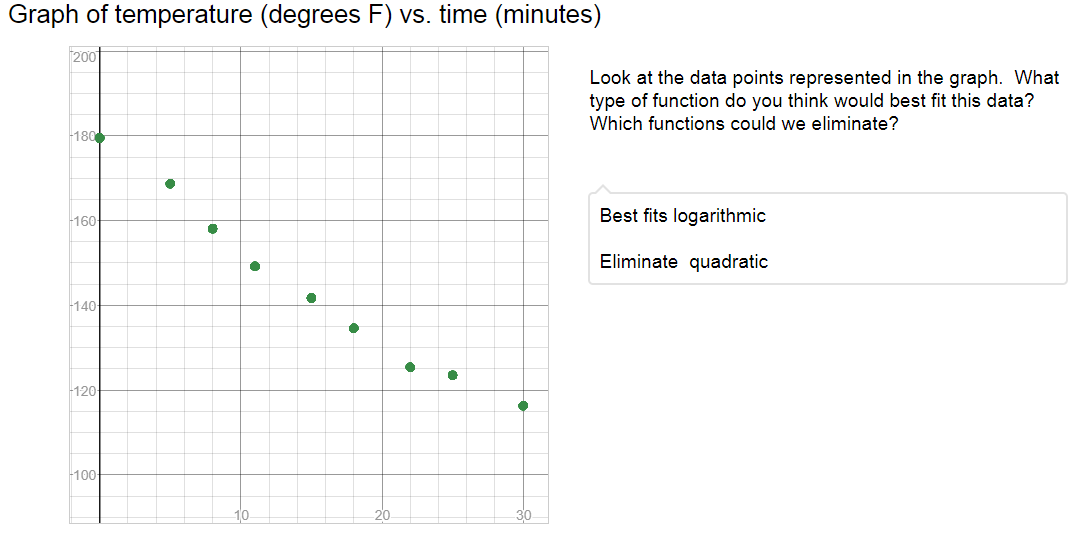 Graph of temperature (degrees F) vs. time (minutes)
200
180
160
140
120
100
10
20
30
Look at the data points represented in the graph.  What
type of function do you think would best fit this data?
Which functions could we eliminate?
Best fits logarithmic
Eliminate  quadratic